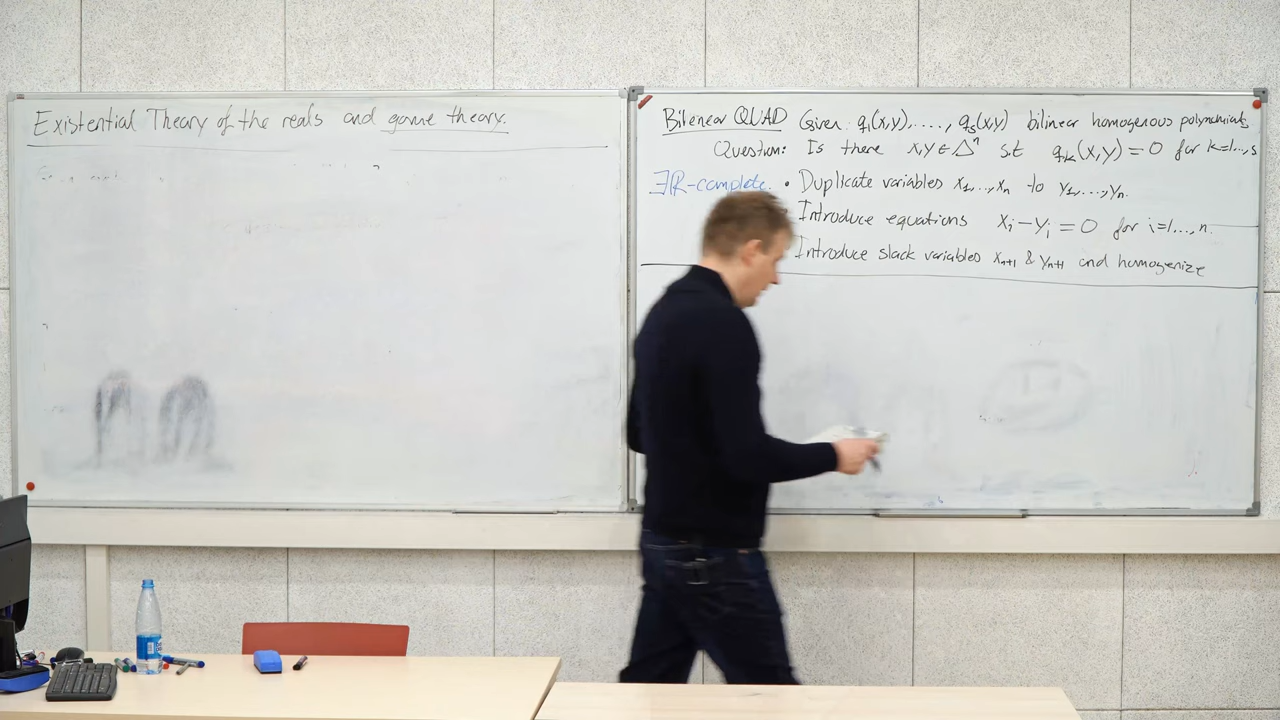 Existential Theory of the reals and game theory.
Bilinear QUAD Given: q₁(x,y),...., qₛ(x,y) bilinear homogenous polynomials
Question: Is there x,y ∈ Δⁿ st qₖ(x,y) = 0 for k=1...,s
∃ℝ-complete. • Duplicate variables x₁,...,xₙ to y₁,...,yₙ.
Introduce equations xᵢ − yᵢ = 0 for i=1...,n.
Introduce slack variables xₙ₊₁ & yₙ₊₁ and homogenize